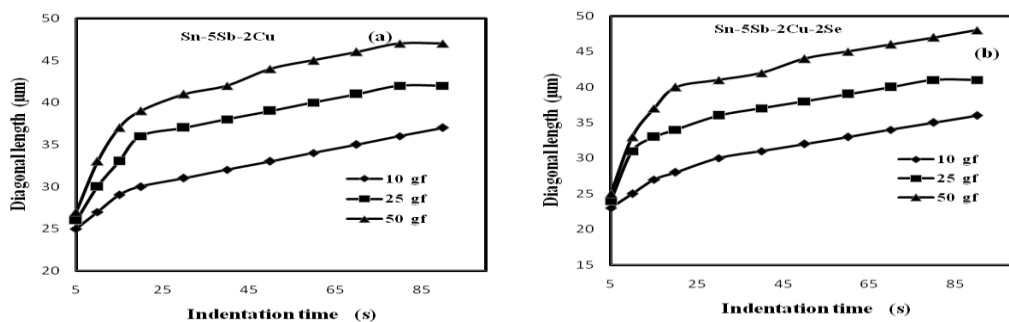 Sn-5Sb-2Cu
(a)
Diagonal length (µm)
50
45
40
35
30
25
20
10 gf
25 gf
50 gf
5
25
45
65
85
Indentation time (s)
Sn-5Sb-2Cu-2Se
(b)
Diagonal length (µm)
50
45
40
35
30
25
20
15
10 gf
25 gf
50 gf
5
25
45
65
85
Indentation time (s)